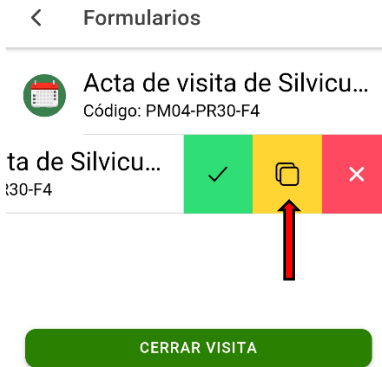 Formularios
Acta de visita de Silvicu...
Código: PM04-PR30-F4
ta de Silvicu...
R30-F4
CERRAR VISITA